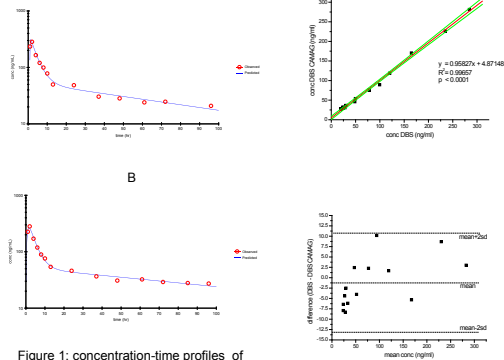 1000
100
10
conc (ng/mL)
0 10 20 30 40 50 60 70 80 90 100
time (hr)
Observed
Predicted
B
1000
100
10
conc (ng/mL)
0 10 20 30 40 50 60 70 80 90 100
time (hr)
Observed
Predicted
Figure 1: concentration-time profiles of
300
250
200
150
100
50
0
conc DBS CAMAG (ng/ml)
y = 0.95827x + 4.87148
R² = 0.99657
p < 0.0001
0 50 100 150 200 250 300
conc DBS (ng/ml)
15.0
12.5
10.0
7.5
5.0
2.5
0.0
-2.5
-5.0
-7.5
-10.0
-12.5
-15.0
difference (DBS - DBS CAMAG)
mean+2sd
mean
mean-2sd
0 50 100 150 200 250 300
mean conc (ng/ml)